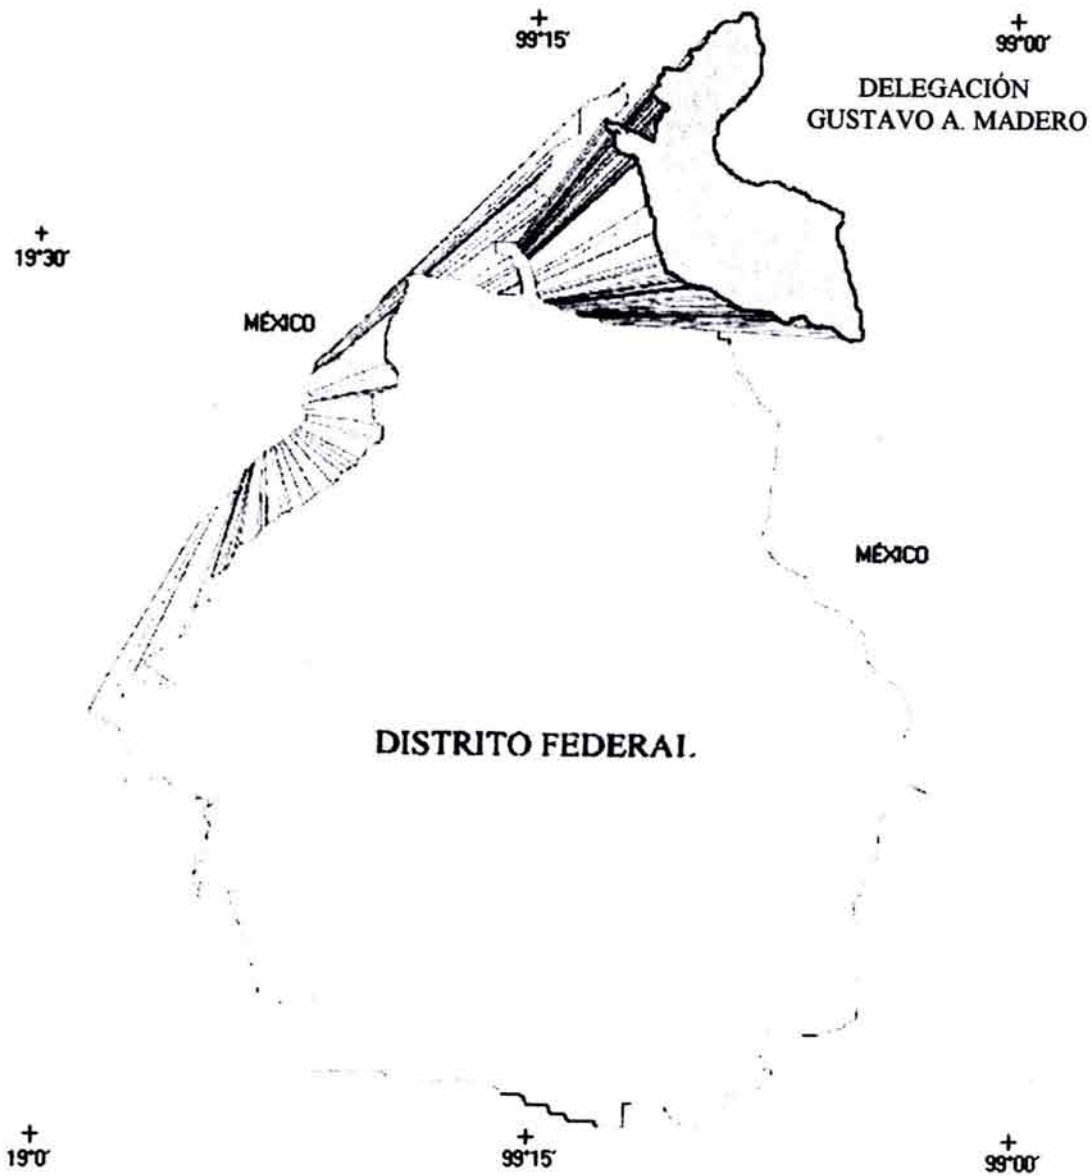 99°15´
99°00´
DELEGACIÓN
GUSTAVO A. MADERO
19°30´
MÉXICO
MÉXICO
DISTRITO FEDERAL
19°0´
99°15´
99°00´